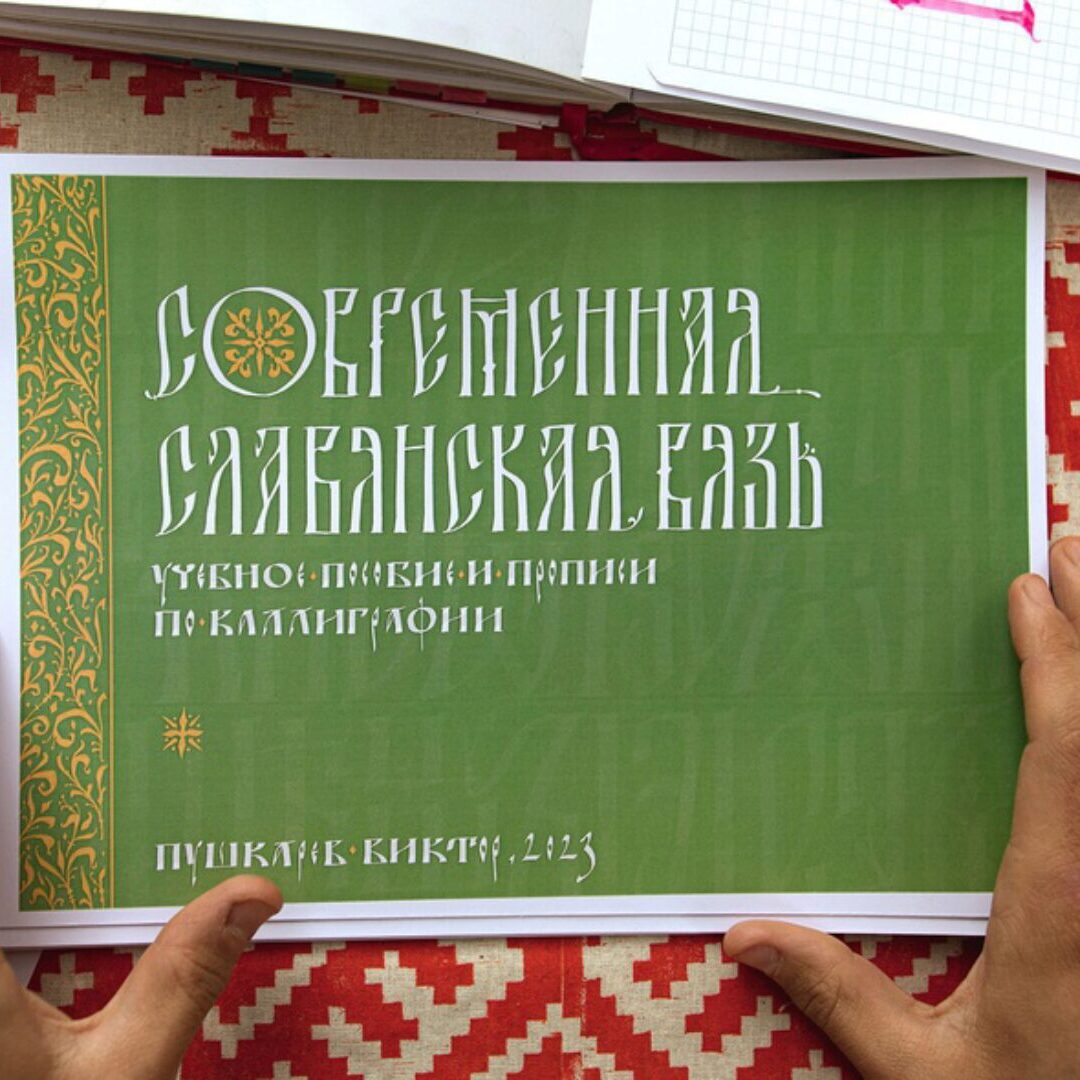 СОВРЕМЕННАЯ
СЛАВЯНСКАЯ ВЯЗЬ
УЧЕБНОЕ·ПОСОБИЕ·И·ПРОПИСИ
ПО·КАЛЛИГРАФИИ
ПУШКАРЕВ·ВИКТОР, 2023